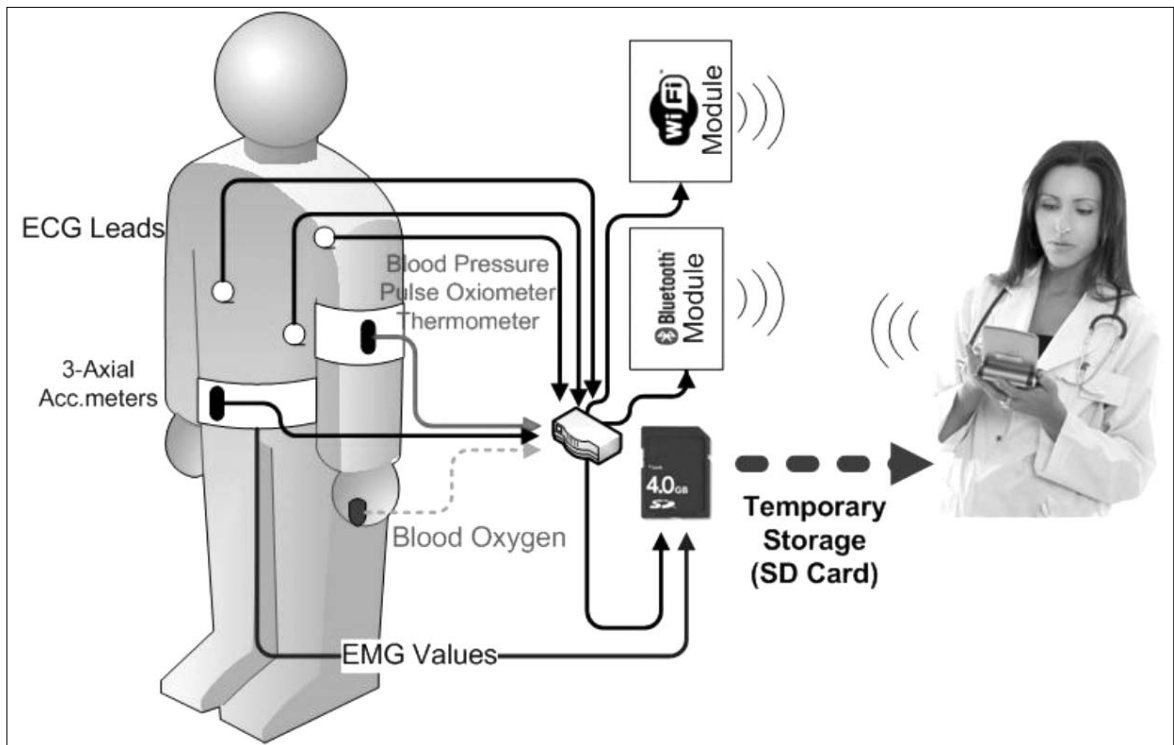 WiFi
Module
ECG Leads
Blood Pressure
Pulse Oxiometer
Thermometer
Bluetooth
Module
3-Axial
Acc.meters
4.0GB
SD
Temporary
Storage
(SD Card)
Blood Oxygen
EMG Values